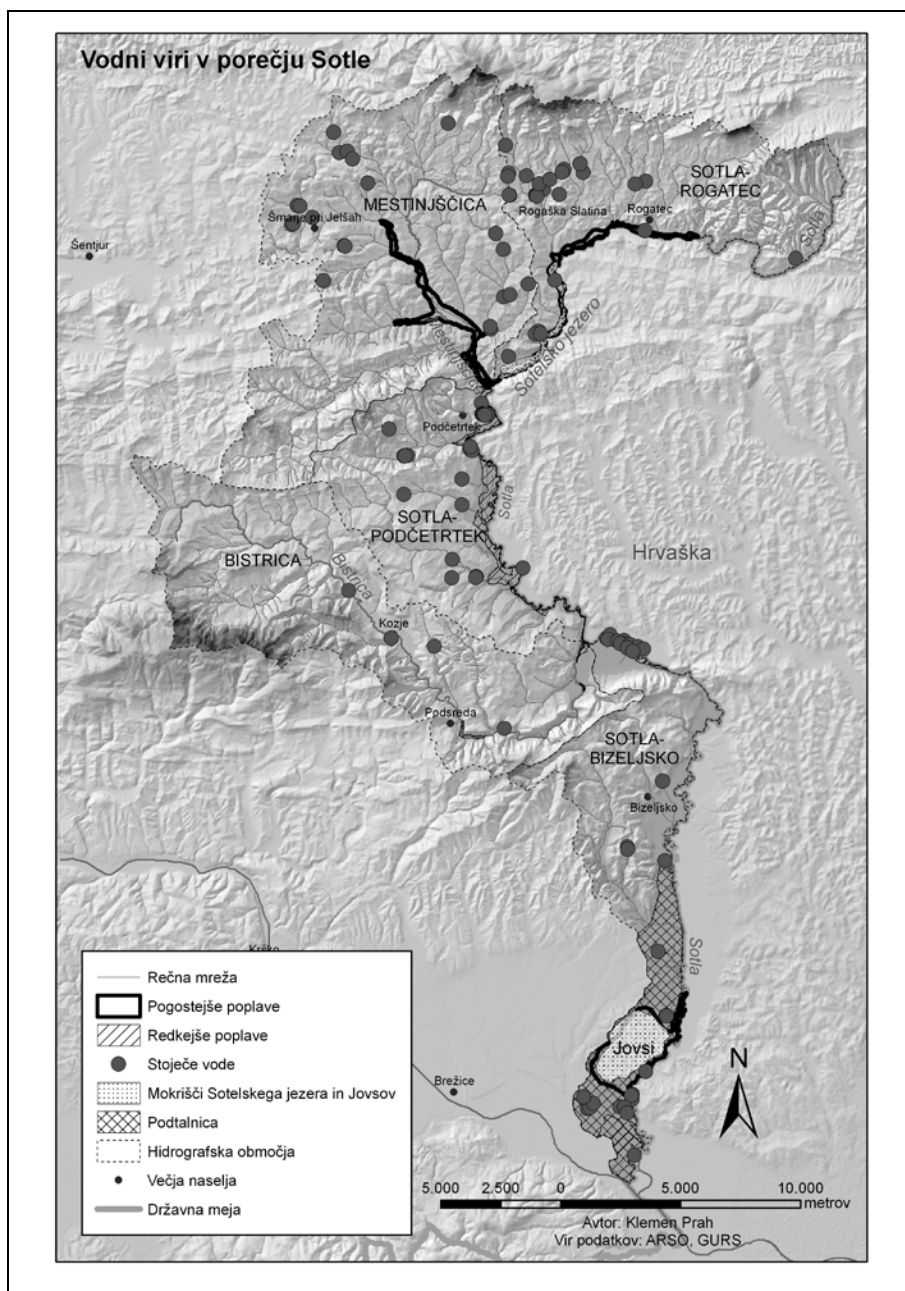 Vodni viri v porečju Sotle
SOTLA-
ROGATEC
MESTINJŠČICA
Rogaška Slatina
Rogatec
Šmarje pri Jelšah
Šentjur
Sotla
Sotelsko jezero
Podčetrtek
Sotla
SOTLA-
PODČETRTEK
BISTRICA
Bistrica
Hrvaška
Kozje
Podsreda
SOTLA-
BIZELJSKO
Bizeljsko
Sotla
Krško
Jovsi
Brežice
N
Rečna mreža
Pogostejše poplave
Redkejše poplave
Stoječe vode
Mokrišči Sotelskega jezera in Jovsov
Podtalnica
Hidrografska območja
Večja naselja
Državna meja
5.000 2.500 0 5.000 10.000
metrov
Avtor: Klemen Prah
Vir podatkov: ARSO, GURS